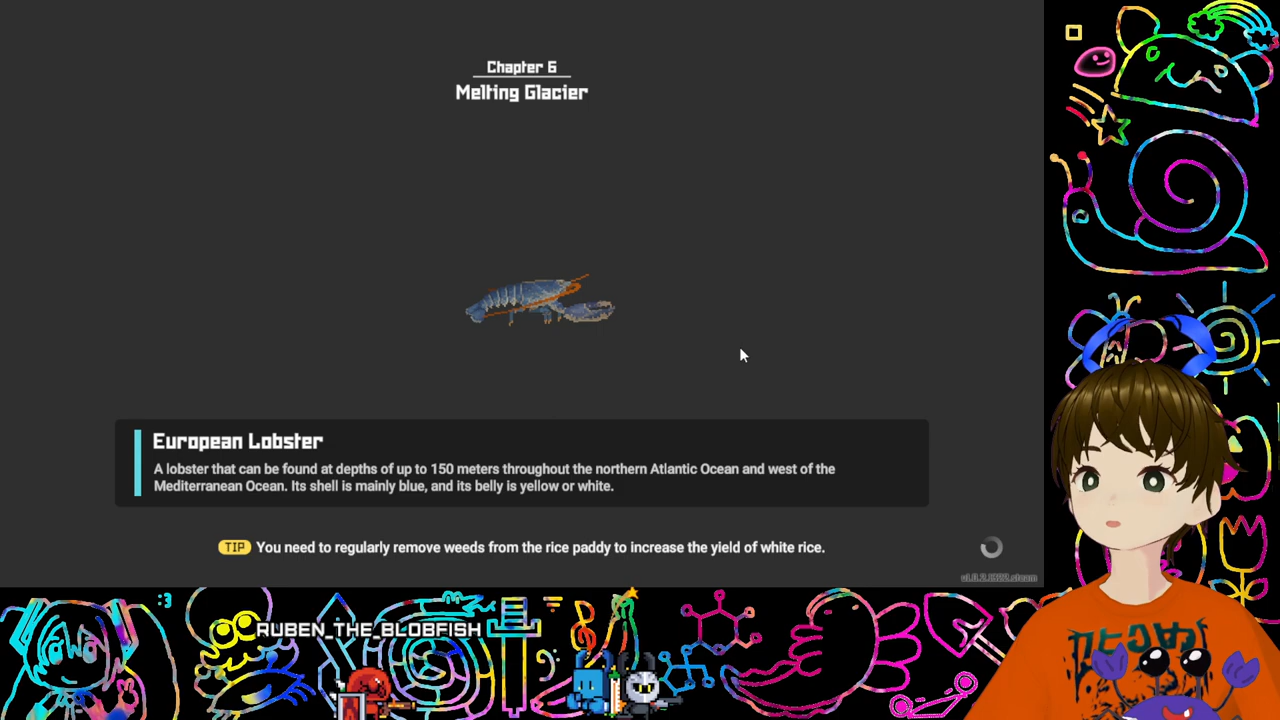 Chapter 6
Melting Glacier
European Lobster
A lobster that can be found at depths of up to 150 meters throughout the northern Atlantic Ocean and west of the
Mediterranean Ocean. Its shell is mainly blue, and its belly is yellow or white.
TIP You need to regularly remove weeds from the rice paddy to increase the yield of white rice.
:3
RUBEN_THE_BLOBFISH